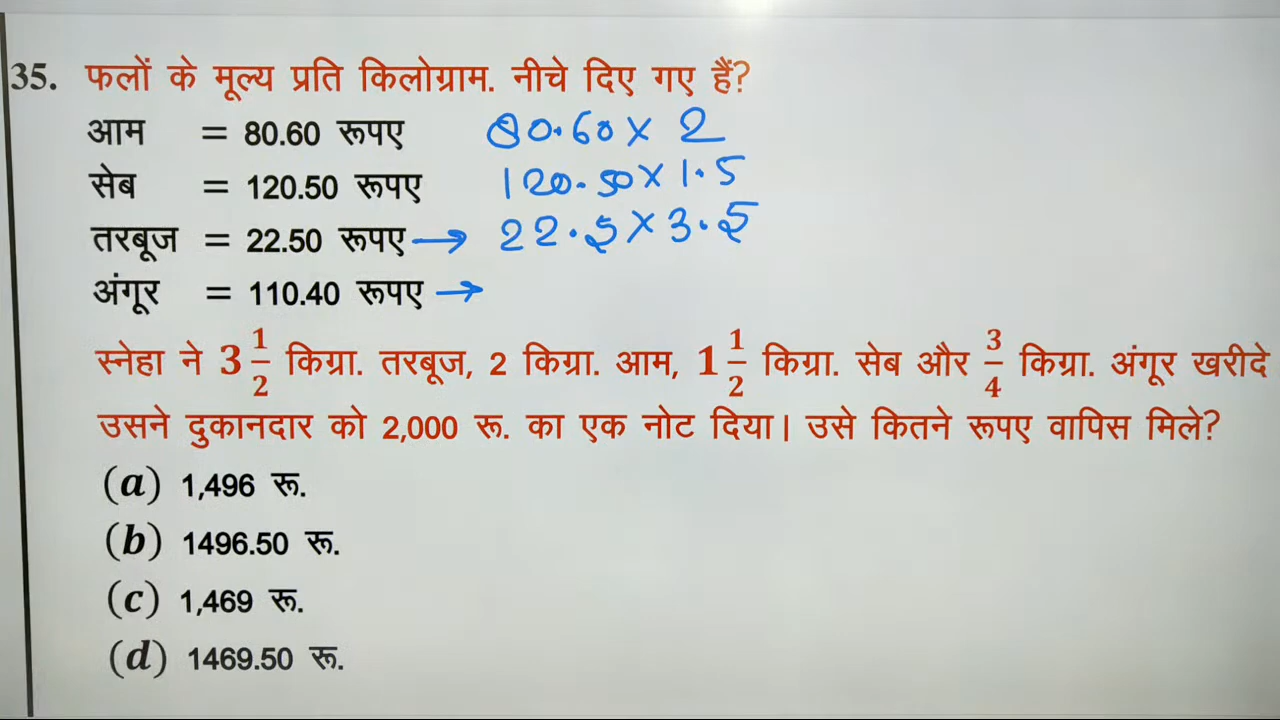 35. फलों के मूल्य प्रति किलोग्राम. नीचे दिए गए हैं?
आम = 80.60 रूपए 80.60 × 2
सेब = 120.50 रूपए 120.50 × 1.5
तरबूज = 22.50 रूपए → 22.5 × 3.5
अंगूर = 110.40 रूपए →
स्नेहा ने 3 1/2 किग्रा. तरबूज, 2 किग्रा. आम, 1 1/2 किग्रा. सेब और 3/4 किग्रा. अंगूर खरीदे
उसने दुकानदार को 2,000 रू. का एक नोट दिया। उसे कितने रूपए वापिस मिले?
(a) 1,496 रू.
(b) 1496.50 रू.
(c) 1,469 रू.
(d) 1469.50 रू.